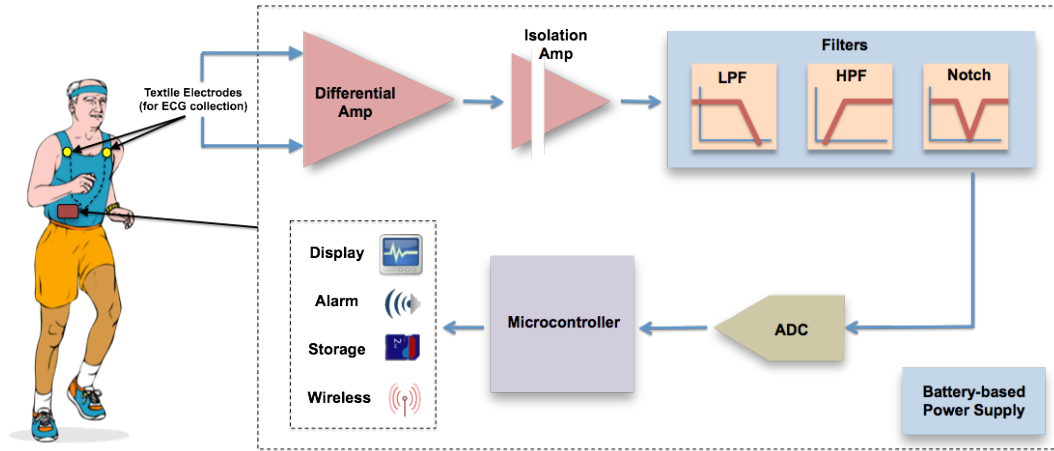 Textile Electrodes
(for ECG collection)
Differential
Amp
Isolation
Amp
Filters
LPF
HPF
Notch
Display
Alarm
Storage
Wireless
Microcontroller
ADC
Battery-based
Power Supply